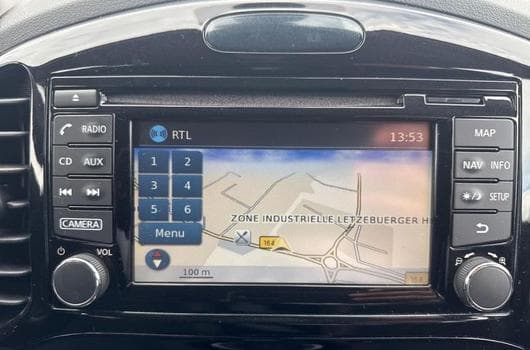 RTL 13:53
RADIO
CD AUX
CAMERA
VOL
1 2
3 4
5 6
Menu
ZONE INDUSTRIELLE LETZEBUERGER H
164
164
100 m
MAP
NAV INFO
SETUP